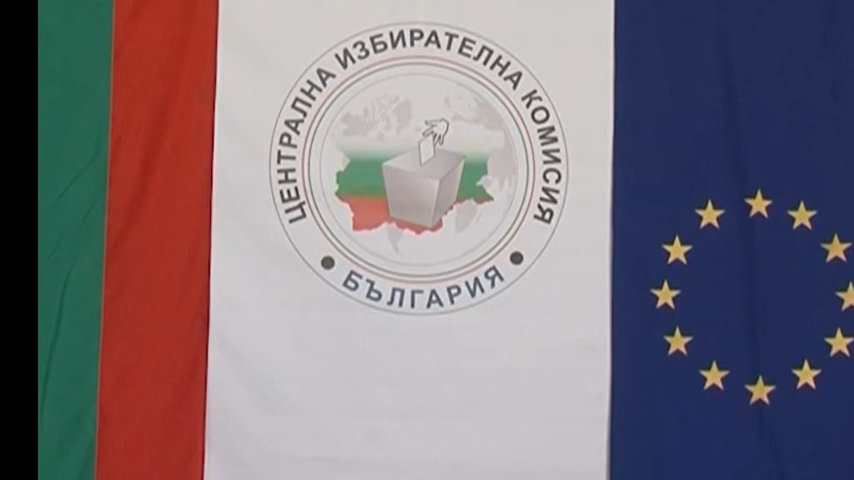 ЦЕНТРАЛНА ИЗБИРАТЕЛНА КОМИСИЯ
БЪЛГАРИЯ